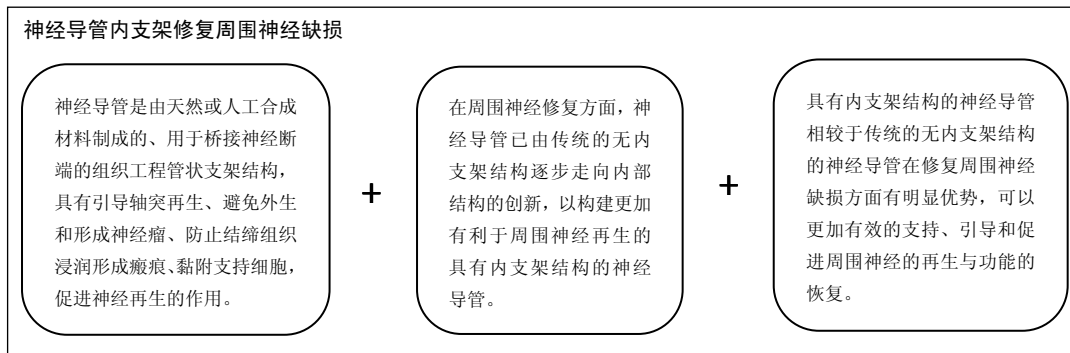 神经导管内支架修复周围神经缺损
神经导管是由天然或人工合成
材料制成的、用于桥接神经断
端的组织工程管状支架结构，
具有引导轴突再生、避免外生
和形成神经瘤、防止结缔组织
浸润形成瘢痕、黏附支持细胞，
促进神经再生的作用。
+
在周围神经修复方面，神
经导管已由传统的无内
支架结构逐步走向内部
结构的创新，以构建更加
有利于周围神经再生的
具有内支架结构的神经
导管。
+
具有内支架结构的神经导管
相较于传统的无内支架结构
的神经导管在修复周围神经
缺损方面有明显优势，可以
更加有效的支持、引导和促
进周围神经的再生与功能的
恢复。